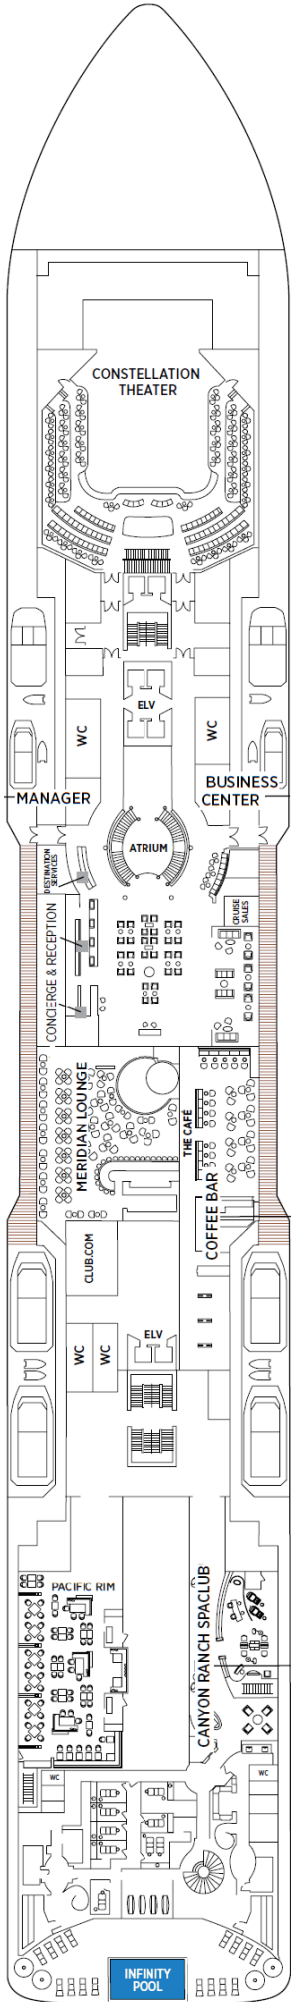 CONSTELLATION
THEATER
ELV
WC
WC
MANAGER
BUSINESS
CENTER
ATRIUM
DESTINATION
SERVICES
CRUISE
SALES
CONCIERGE & RECEPTION
MERIDIAN LOUNGE
THE CAFÉ
COFFEE BAR
CLUB.COM
ELV
WC
WC
PACIFIC RIM
CANYON RANCH SPACLUB
WC
WC
INFINITY
POOL